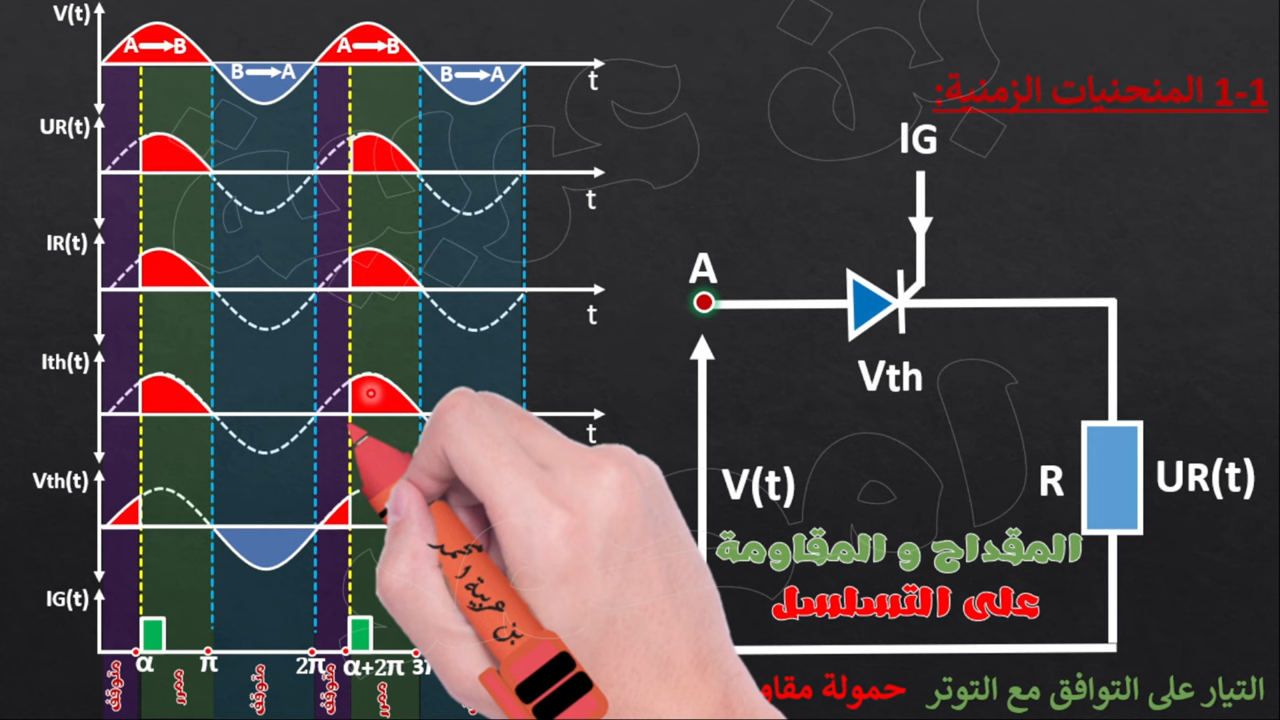 1-1 المنحنيات الزمنية:
V(t)
A B
A B
B A
B A
t
UR(t)
t
IR(t)
t
Ith(t)
t
Vth(t)
IG(t)
α
π
2π
α+2π
متوقف
ممرر
متوقف
متوقف
ممرر
IG
A
Vth
V(t)
R
UR(t)
المقداح و المقاومة
على التسلسل
التيار على التوافق مع التوتر
حمولة